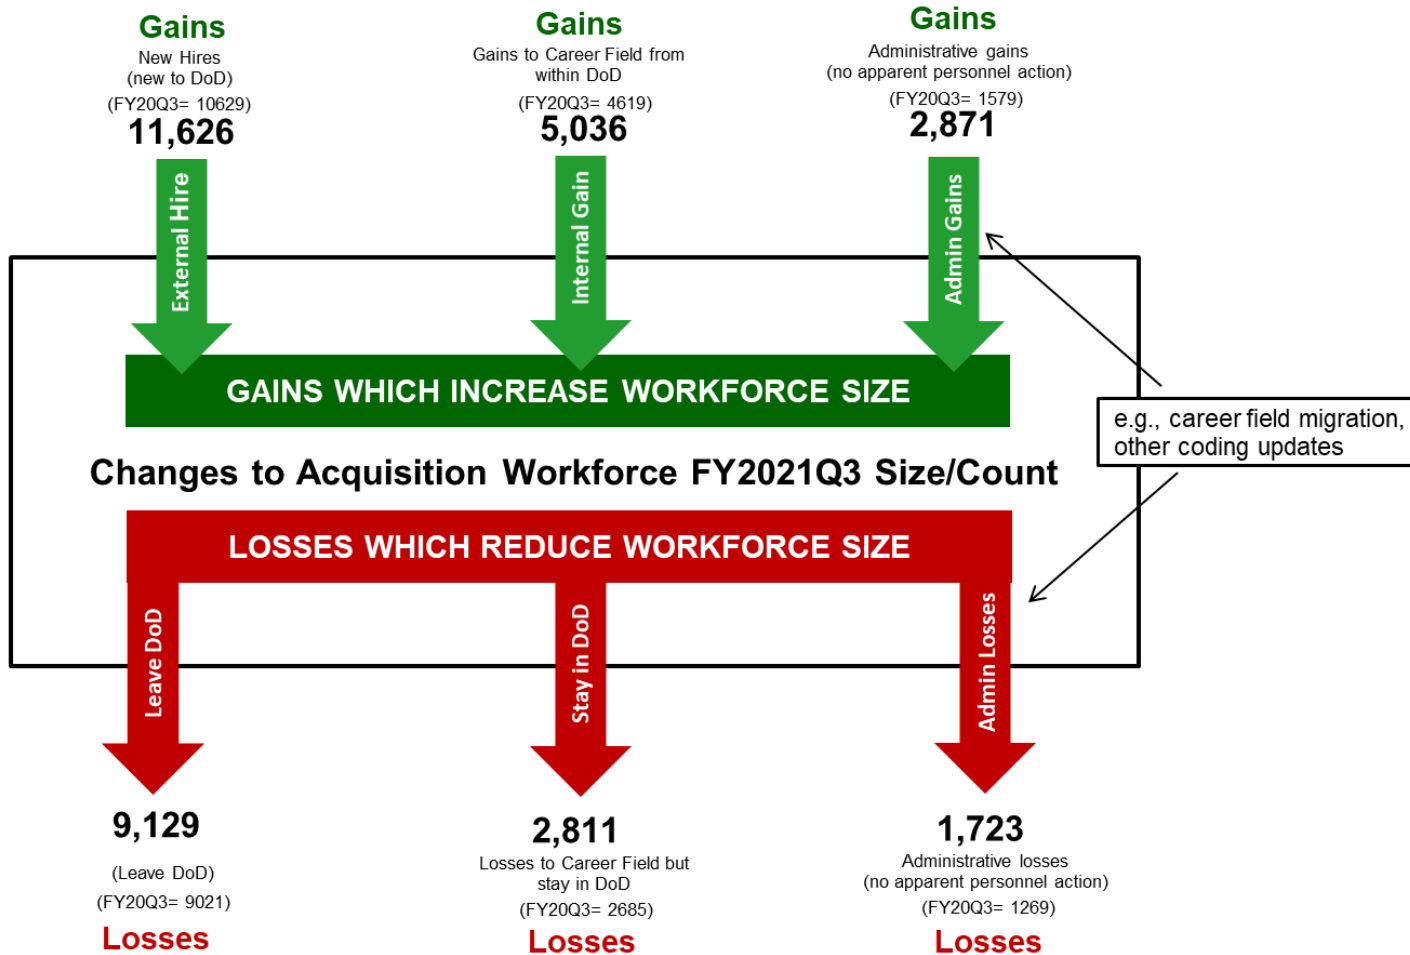 Gains
New Hires
(new to DoD)
(FY20Q3= 10629)
11,626
Gains
Gains to Career Field from
within DoD
(FY20Q3= 4619)
5,036
Gains
Administrative gains
(no apparent personnel action)
(FY20Q3= 1579)
2,871
External Hire
Internal Gain
Admin Gains
GAINS WHICH INCREASE WORKFORCE SIZE
e.g., career field migration,
other coding updates
Changes to Acquisition Workforce FY2021Q3 Size/Count
LOSSES WHICH REDUCE WORKFORCE SIZE
Leave DoD
Stay in DoD
Admin Losses
9,129
(Leave DoD)
(FY20Q3= 9021)
Losses
2,811
Losses to Career Field but
stay in DoD
(FY20Q3= 2685)
Losses
1,723
Administrative losses
(no apparent personnel action)
(FY20Q3= 1269)
Losses